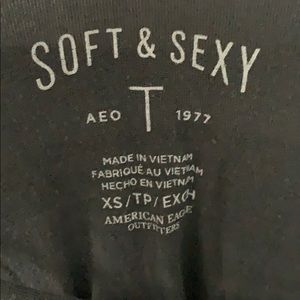 SOFT & SEXY
AEO T 1977
MADE IN VIETNAM
FABRIQUÉ AU VIETNAM
HECHO EN VIETNAM
XS/TP/EXCH
AMERICAN EAGLE
OUTFITTERS